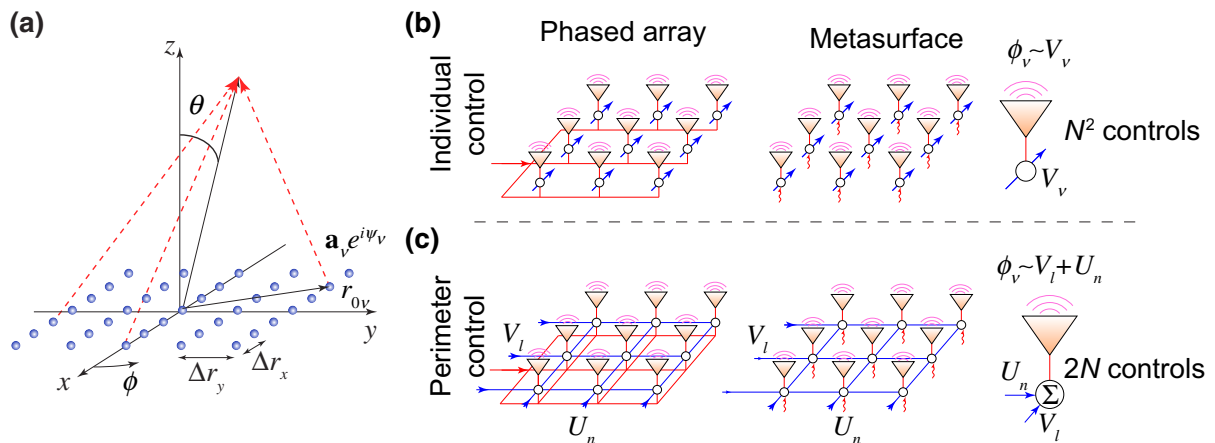 (a)
z
θ
a_ν e^{iψ_ν}
r_{0ν}
y
Δr_x
Δr_y
x
ϕ
(b)
Phased array
Metasurface
Individual
control
ϕ_ν~V_ν
N² controls
V_ν
(c)
Perimeter
control
V_l
U_n
V_l
U_n
ϕ_ν~V_l+U_n
2N controls
U_n
Σ
V_l